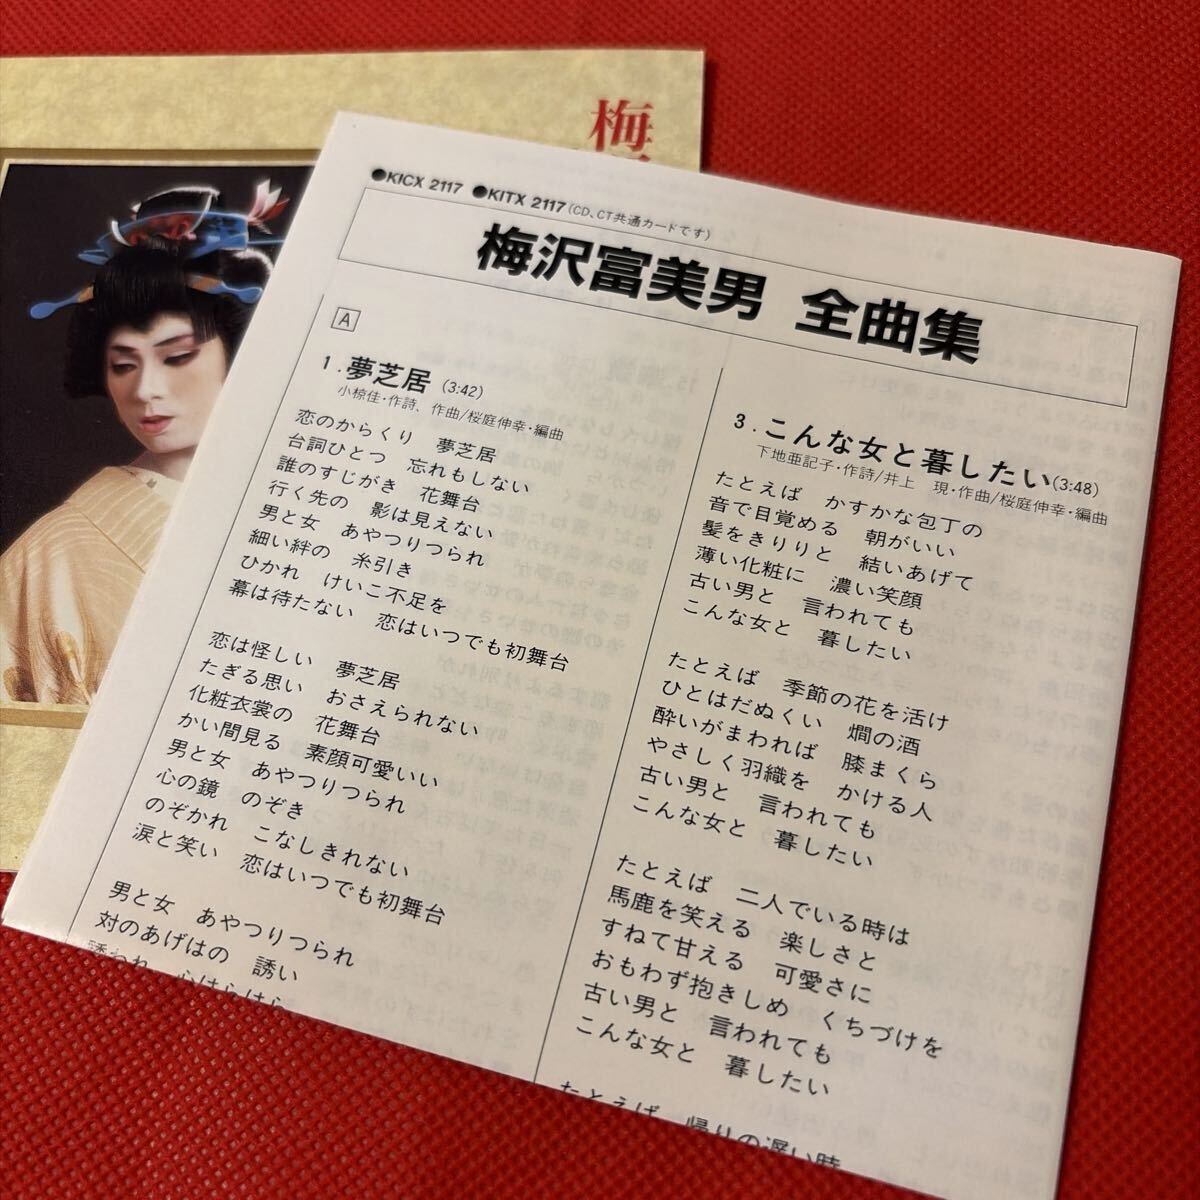 梅
●KICX 2117 ●KITX 2117(CD、CT共通カードです)
梅沢富美男 全曲集
A
1.夢芝居(3:42)
小椋佳・作詩、作曲/桜庭伸幸・編曲
恋のからくり 夢芝居
台詞ひとつ 忘れもしない
誰のすじがき 花舞台
行く先の 影は見えない
男と女 あやつりつられ
細い絆の 糸引き
ひかれ けいこ不足を
幕は待たない 恋はいつでも初舞台
恋は怪しい 夢芝居
たぎる思い おさえられない
化粧衣裳の 花舞台
かい間見る 素顔可愛いい
男と女 あやつりつられ
心の鏡 のぞき
のぞかれ こなしきれない
涙と笑い 恋はいつでも初舞台
男と女 あやつりつられ
対のあげはの 誘い
誘われ 心はらはら
3.こんな女と暮したい(3:48)
下地亜記子・作詩/井上 現・作曲/桜庭伸幸・編曲
たとえば かすかな包丁の
音で目覚める 朝がいい
髪をきりりと 結いあげて
薄い化粧に 濃い笑顔
古い男と 言われても
こんな女と 暮したい
たとえば 季節の花を活け
ひとはだぬくい 燗の酒
酔いがまわれば 膝まくら
やさしく羽織を かける人
古い男と 言われても
こんな女と 暮したい
たとえば 二人でいる時は
馬鹿を笑える 楽しさと
すねて甘える 可愛さに
おもわず抱きしめ くちづけを
古い男と 言われても
こんな女と 暮したい
たとえば 帰りの遅い時